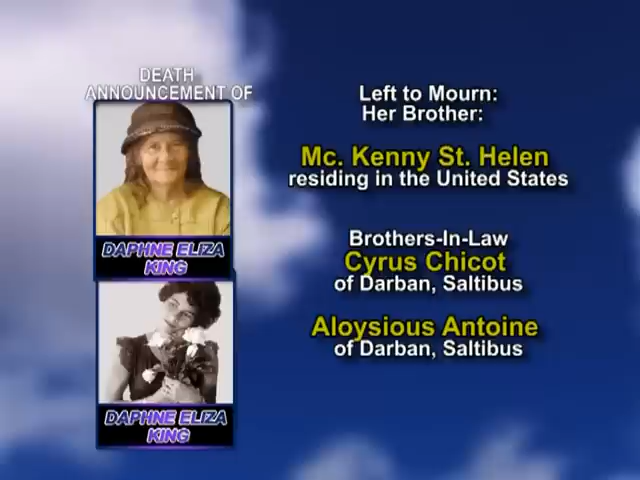 DEATH
ANNOUNCEMENT OF
DAPHNE ELIZA
KING
DAPHNE ELIZA
KING
Left to Mourn:
Her Brother:
Mc. Kenny St. Helen
residing in the United States
Brothers-In-Law
Cyrus Chicot
of Darban, Saltibus
Aloysious Antoine
of Darban, Saltibus